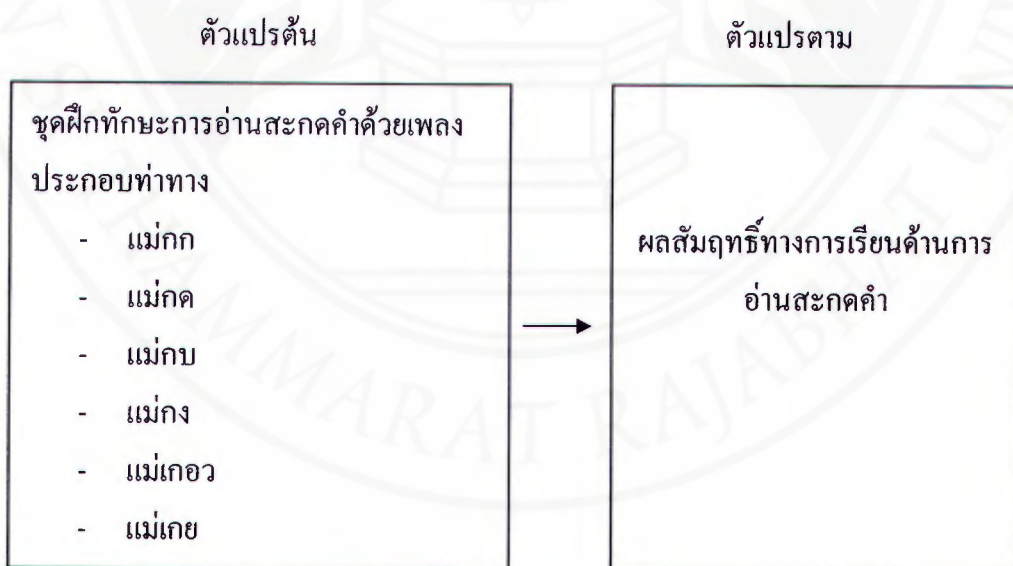 ตัวแปรต้น
ตัวแปรตาม
ชุดฝึกทักษะการอ่านสะกดคำด้วยเพลง
ประกอบท่าทาง
- แม่กก
- แม่กด
- แม่กบ
- แม่กง
- แม่เกอว
- แม่เกย
ผลสัมฤทธิ์ทางการเรียนด้านการ
อ่านสะกดคำ
MMARAT RAJABHAT UNI